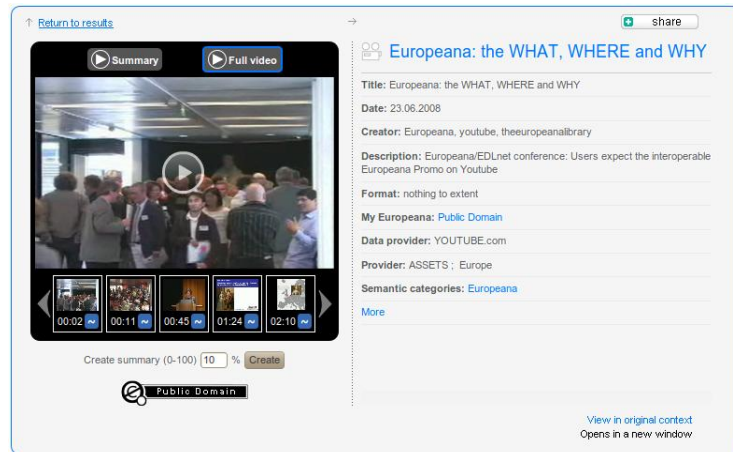 Return to results
share
Summary
Full video
00:02
00:11
00:45
01:24
02:10
Create summary (0-100) 10 % Create
Public Domain
Europeana: the WHAT, WHERE and WHY
Title: Europeana: the WHAT, WHERE and WHY
Date: 23.06.2008
Creator: Europeana, youtube, theeuropeanalibrary
Description: Europeana/EDLnet conference: Users expect the interoperable
Europeana Promo on Youtube
Format: nothing to extent
My Europeana: Public Domain
Data provider: YOUTUBE.com
Provider: ASSETS ; Europe
Semantic categories: Europeana
More
View in original context
Opens in a new window